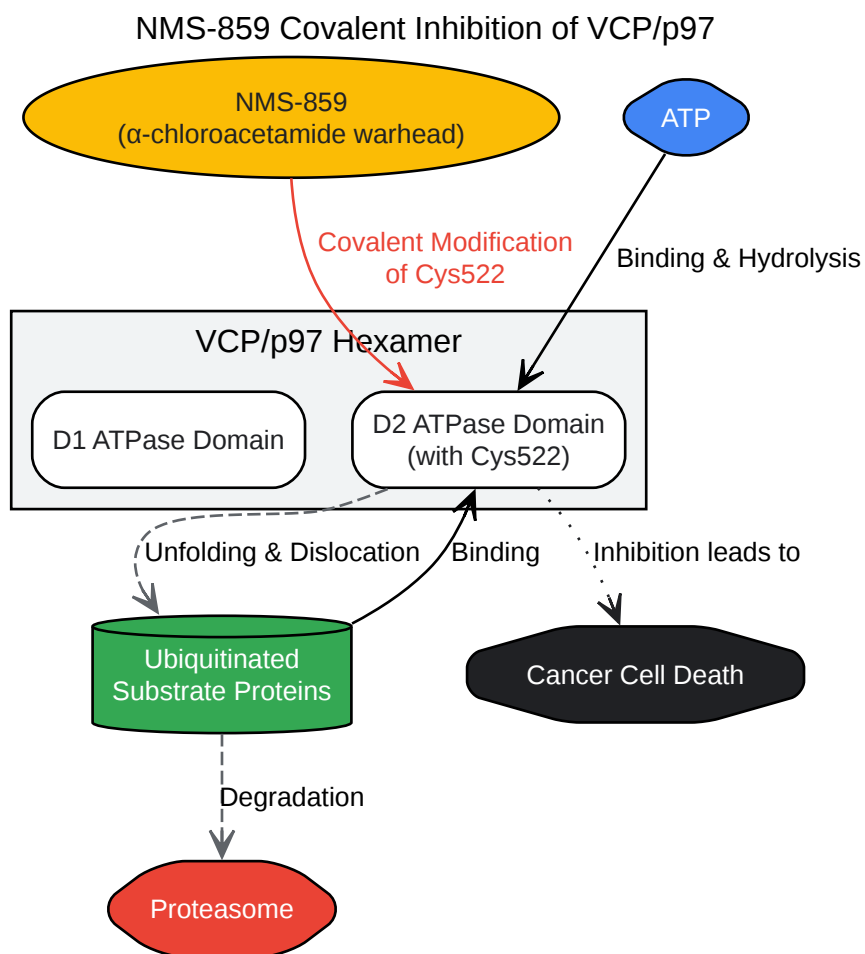 NMS-859 Covalent Inhibition of VCP/p97
NMS-859
(α-chloroacetamide warhead)
ATP
Covalent Modification
of Cys522
Binding & Hydrolysis
VCP/p97 Hexamer
D1 ATPase Domain
D2 ATPase Domain
(with Cys522)
Unfolding & Dislocation
Binding
Inhibition leads to
Ubiquitinated
Substrate Proteins
Cancer Cell Death
Degradation
Proteasome